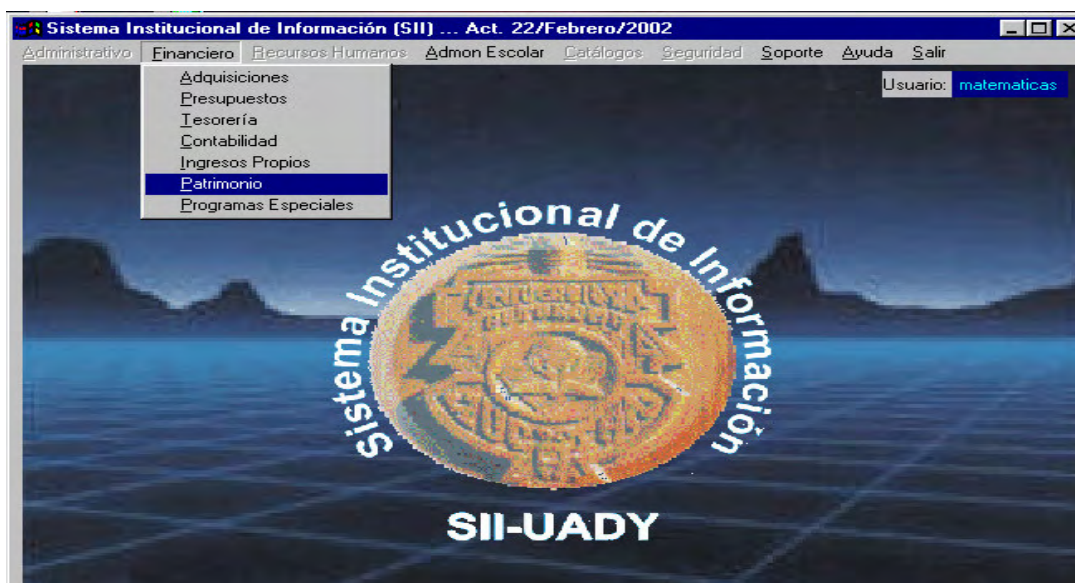 Sistema Institucional de Información (SII) ... Act. 22/Febrero/2002
Administrativo Financiero Recursos Humanos Admon Escolar Catálogos Seguridad Soporte Ayuda Salir
Usuario: matematicas
Adquisiciones
Presupuestos
Tesorería
Contabilidad
Ingresos Propios
Patrimonio
Programas Especiales
Sistema Institucional de Información
SII-UADY